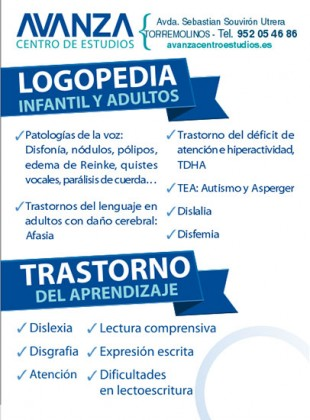 AVANZA
CENTRO DE ESTUDIOS
Avda. Sebastian Souvirón Utrera
TORREMOLINOS - Tel. 952 05 46 86
avanzacentroestudios.es
LOGOPEDIA
INFANTIL Y ADULTOS
✓ Patologías de la voz:
Disfonía, nódulos, pólipos,
edema de Reinke, quistes
vocales, parálisis de cuerda...
✓ Trastornos del lenguaje en
adultos con daño cerebral:
Afasia
✓ Trastorno del déficit de
atención e hiperactividad,
TDHA
✓ TEA: Autismo y Asperger
✓ Dislalia
✓ Disfemia
TRASTORNO
DEL APRENDIZAJE
✓ Dislexia
✓ Disgrafia
✓ Atención
✓ Lectura comprensiva
✓ Expresión escrita
✓ Dificultades
en lectoescritura